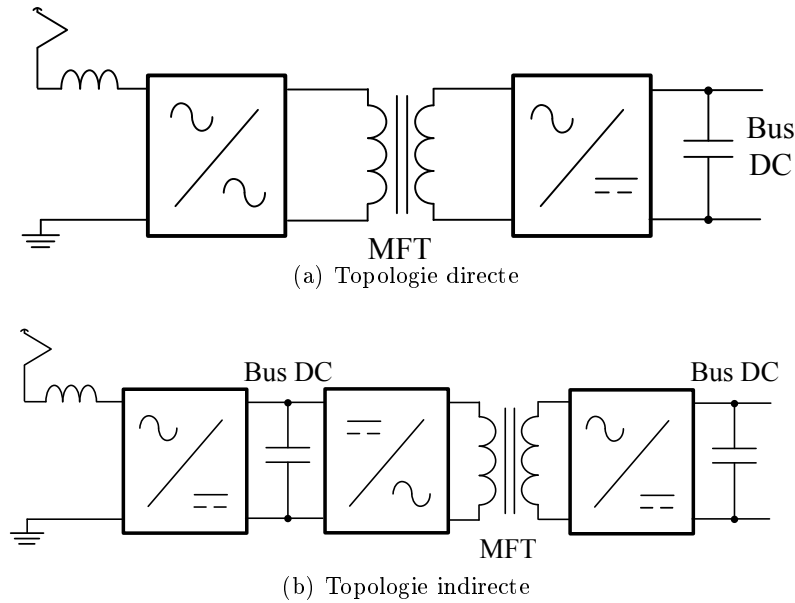 Bus
DC
MFT
(a) Topologie directe
Bus DC
Bus DC
MFT
(b) Topologie indirecte